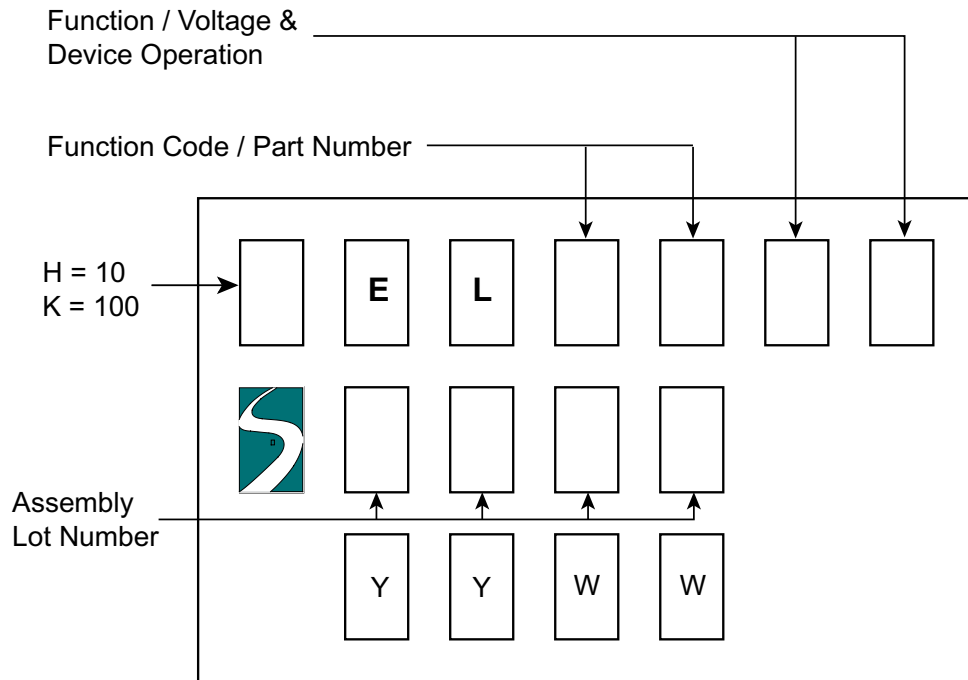 Function / Voltage &
Device Operation
Function Code / Part Number
H = 10
K = 100
E L
Assembly
Lot Number
Y Y W W